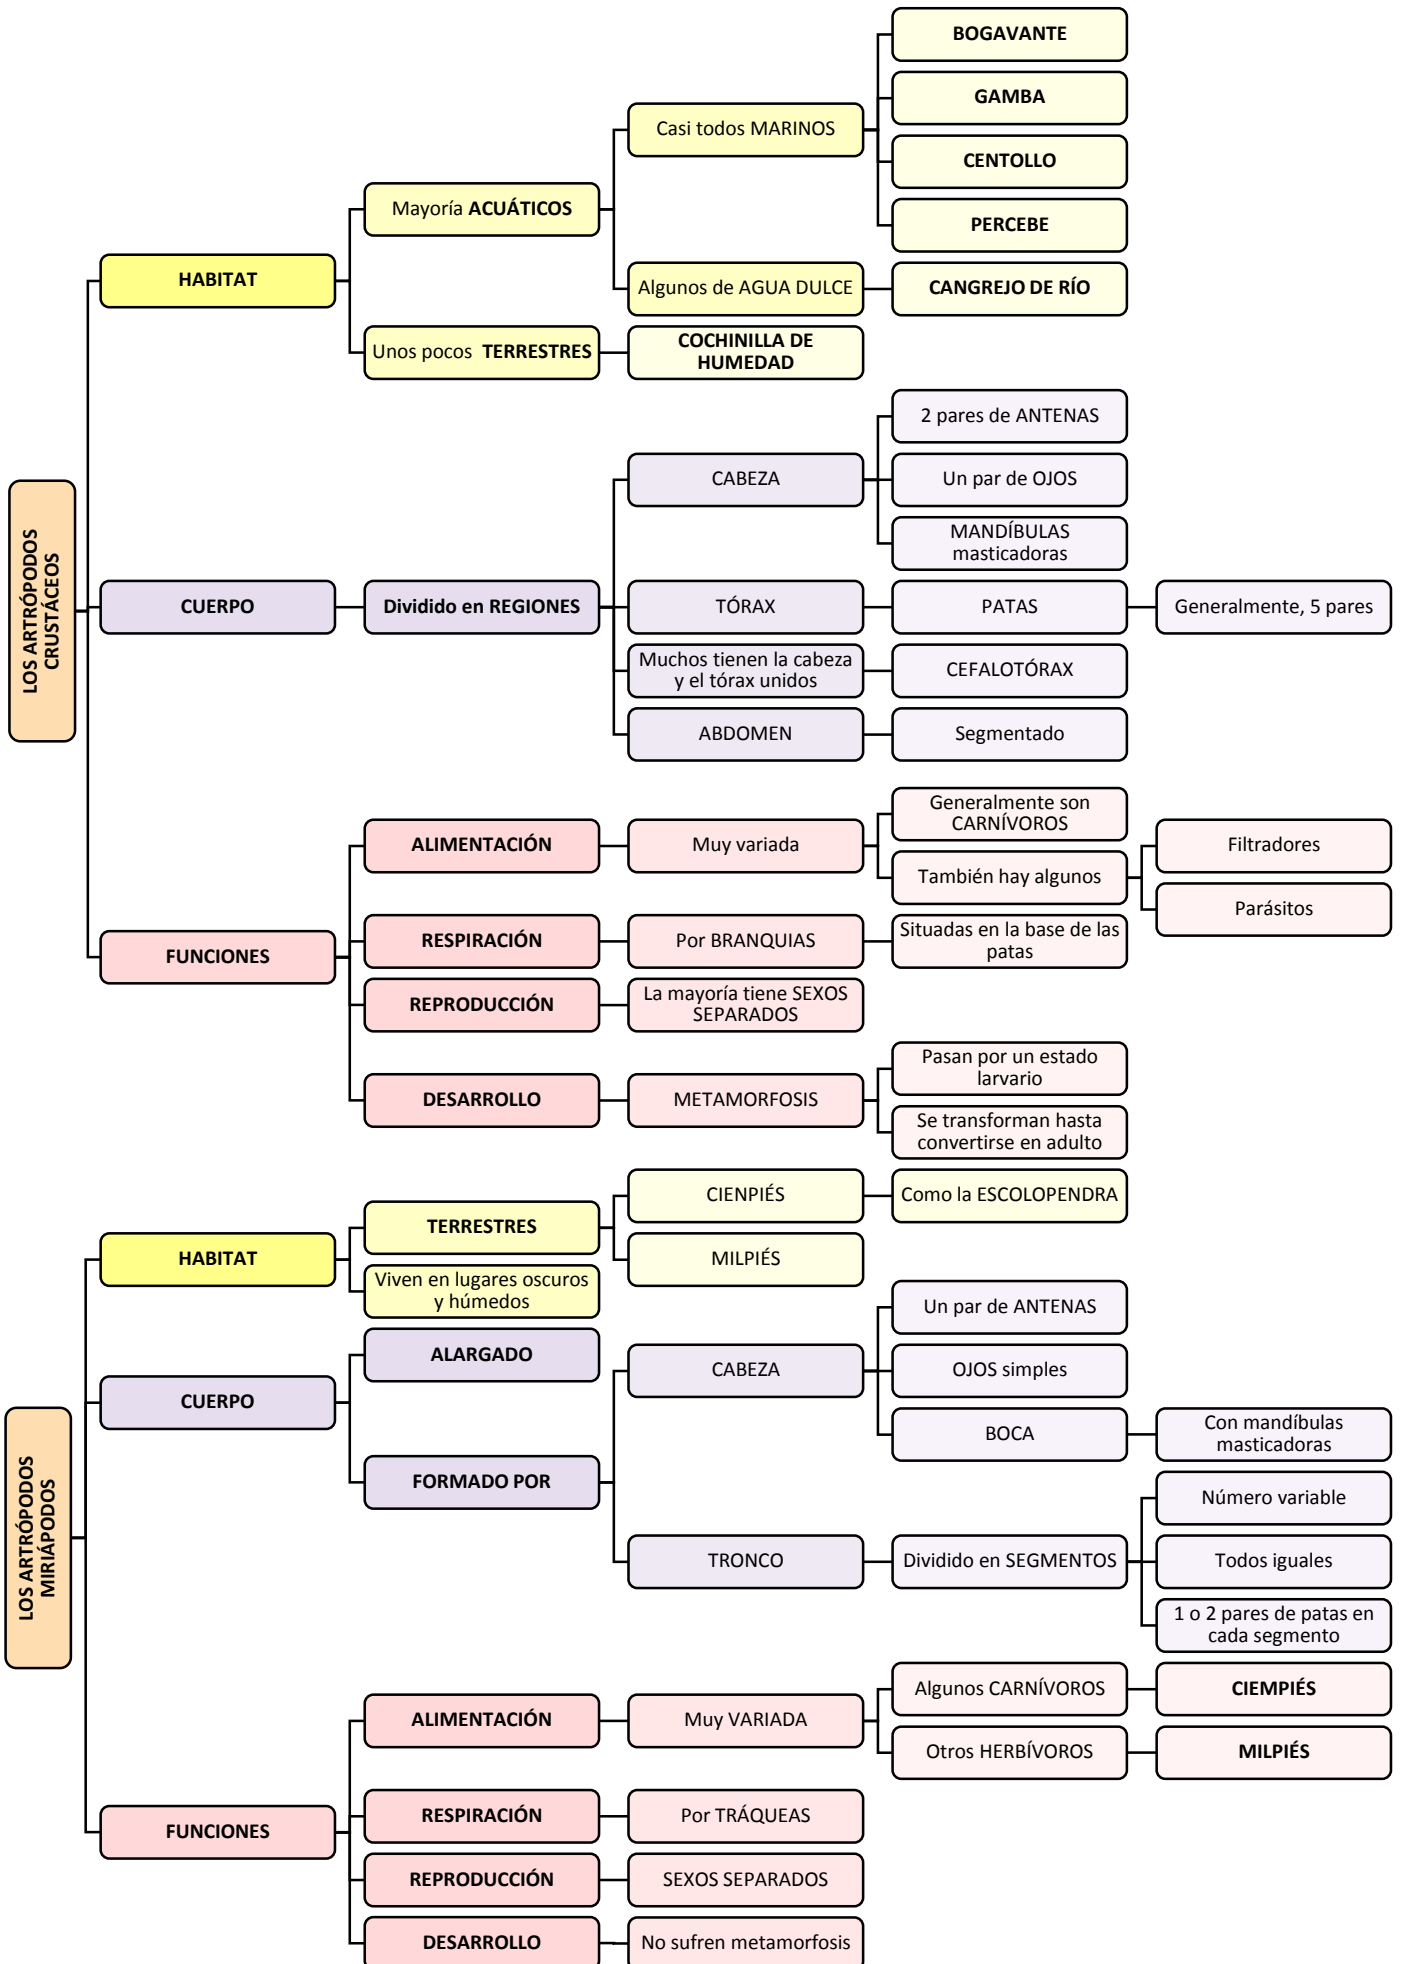 LOS ARTRÓPODOS
CRUSTÁCEOS
HABITAT
Mayoría ACUÁTICOS
Casi todos MARINOS
BOGAVANTE
GAMBA
CENTOLLO
PERCEBE
Algunos de AGUA DULCE
CANGREJO DE RÍO
Unos pocos TERRESTRES
COCHINILLA DE
HUMEDAD
CUERPO
Dividido en REGIONES
CABEZA
2 pares de ANTENAS
Un par de OJOS
MANDÍBULAS
masticadoras
TÓRAX
PATAS
Generalmente, 5 pares
Muchos tienen la cabeza
y el tórax unidos
CEFALOTÓRAX
ABDOMEN
Segmentado
FUNCIONES
ALIMENTACIÓN
Muy variada
Generalmente son
CARNÍVOROS
También hay algunos
Filtradores
Parásitos
RESPIRACIÓN
Por BRANQUIAS
Situadas en la base de las
patas
REPRODUCCIÓN
La mayoría tiene SEXOS
SEPARADOS
DESARROLLO
METAMORFOSIS
Pasan por un estado
larvario
Se transforman hasta
convertirse en adulto
LOS ARTRÓPODOS
MIRIÁPODOS
HABITAT
TERRESTRES
CIENPIÉS
Como la ESCOLOPENDRA
MILPIÉS
Viven en lugares oscuros
y húmedos
CUERPO
ALARGADO
FORMADO POR
CABEZA
Un par de ANTENAS
OJOS simples
BOCA
Con mandíbulas
masticadoras
TRONCO
Dividido en SEGMENTOS
Número variable
Todos iguales
1 o 2 pares de patas en
cada segmento
FUNCIONES
ALIMENTACIÓN
Muy VARIADA
Algunos CARNÍVOROS
CIEMPIÉS
Otros HERBÍVOROS
MILPIÉS
RESPIRACIÓN
Por TRÁQUEAS
REPRODUCCIÓN
SEXOS SEPARADOS
DESARROLLO
No sufren metamorfosis